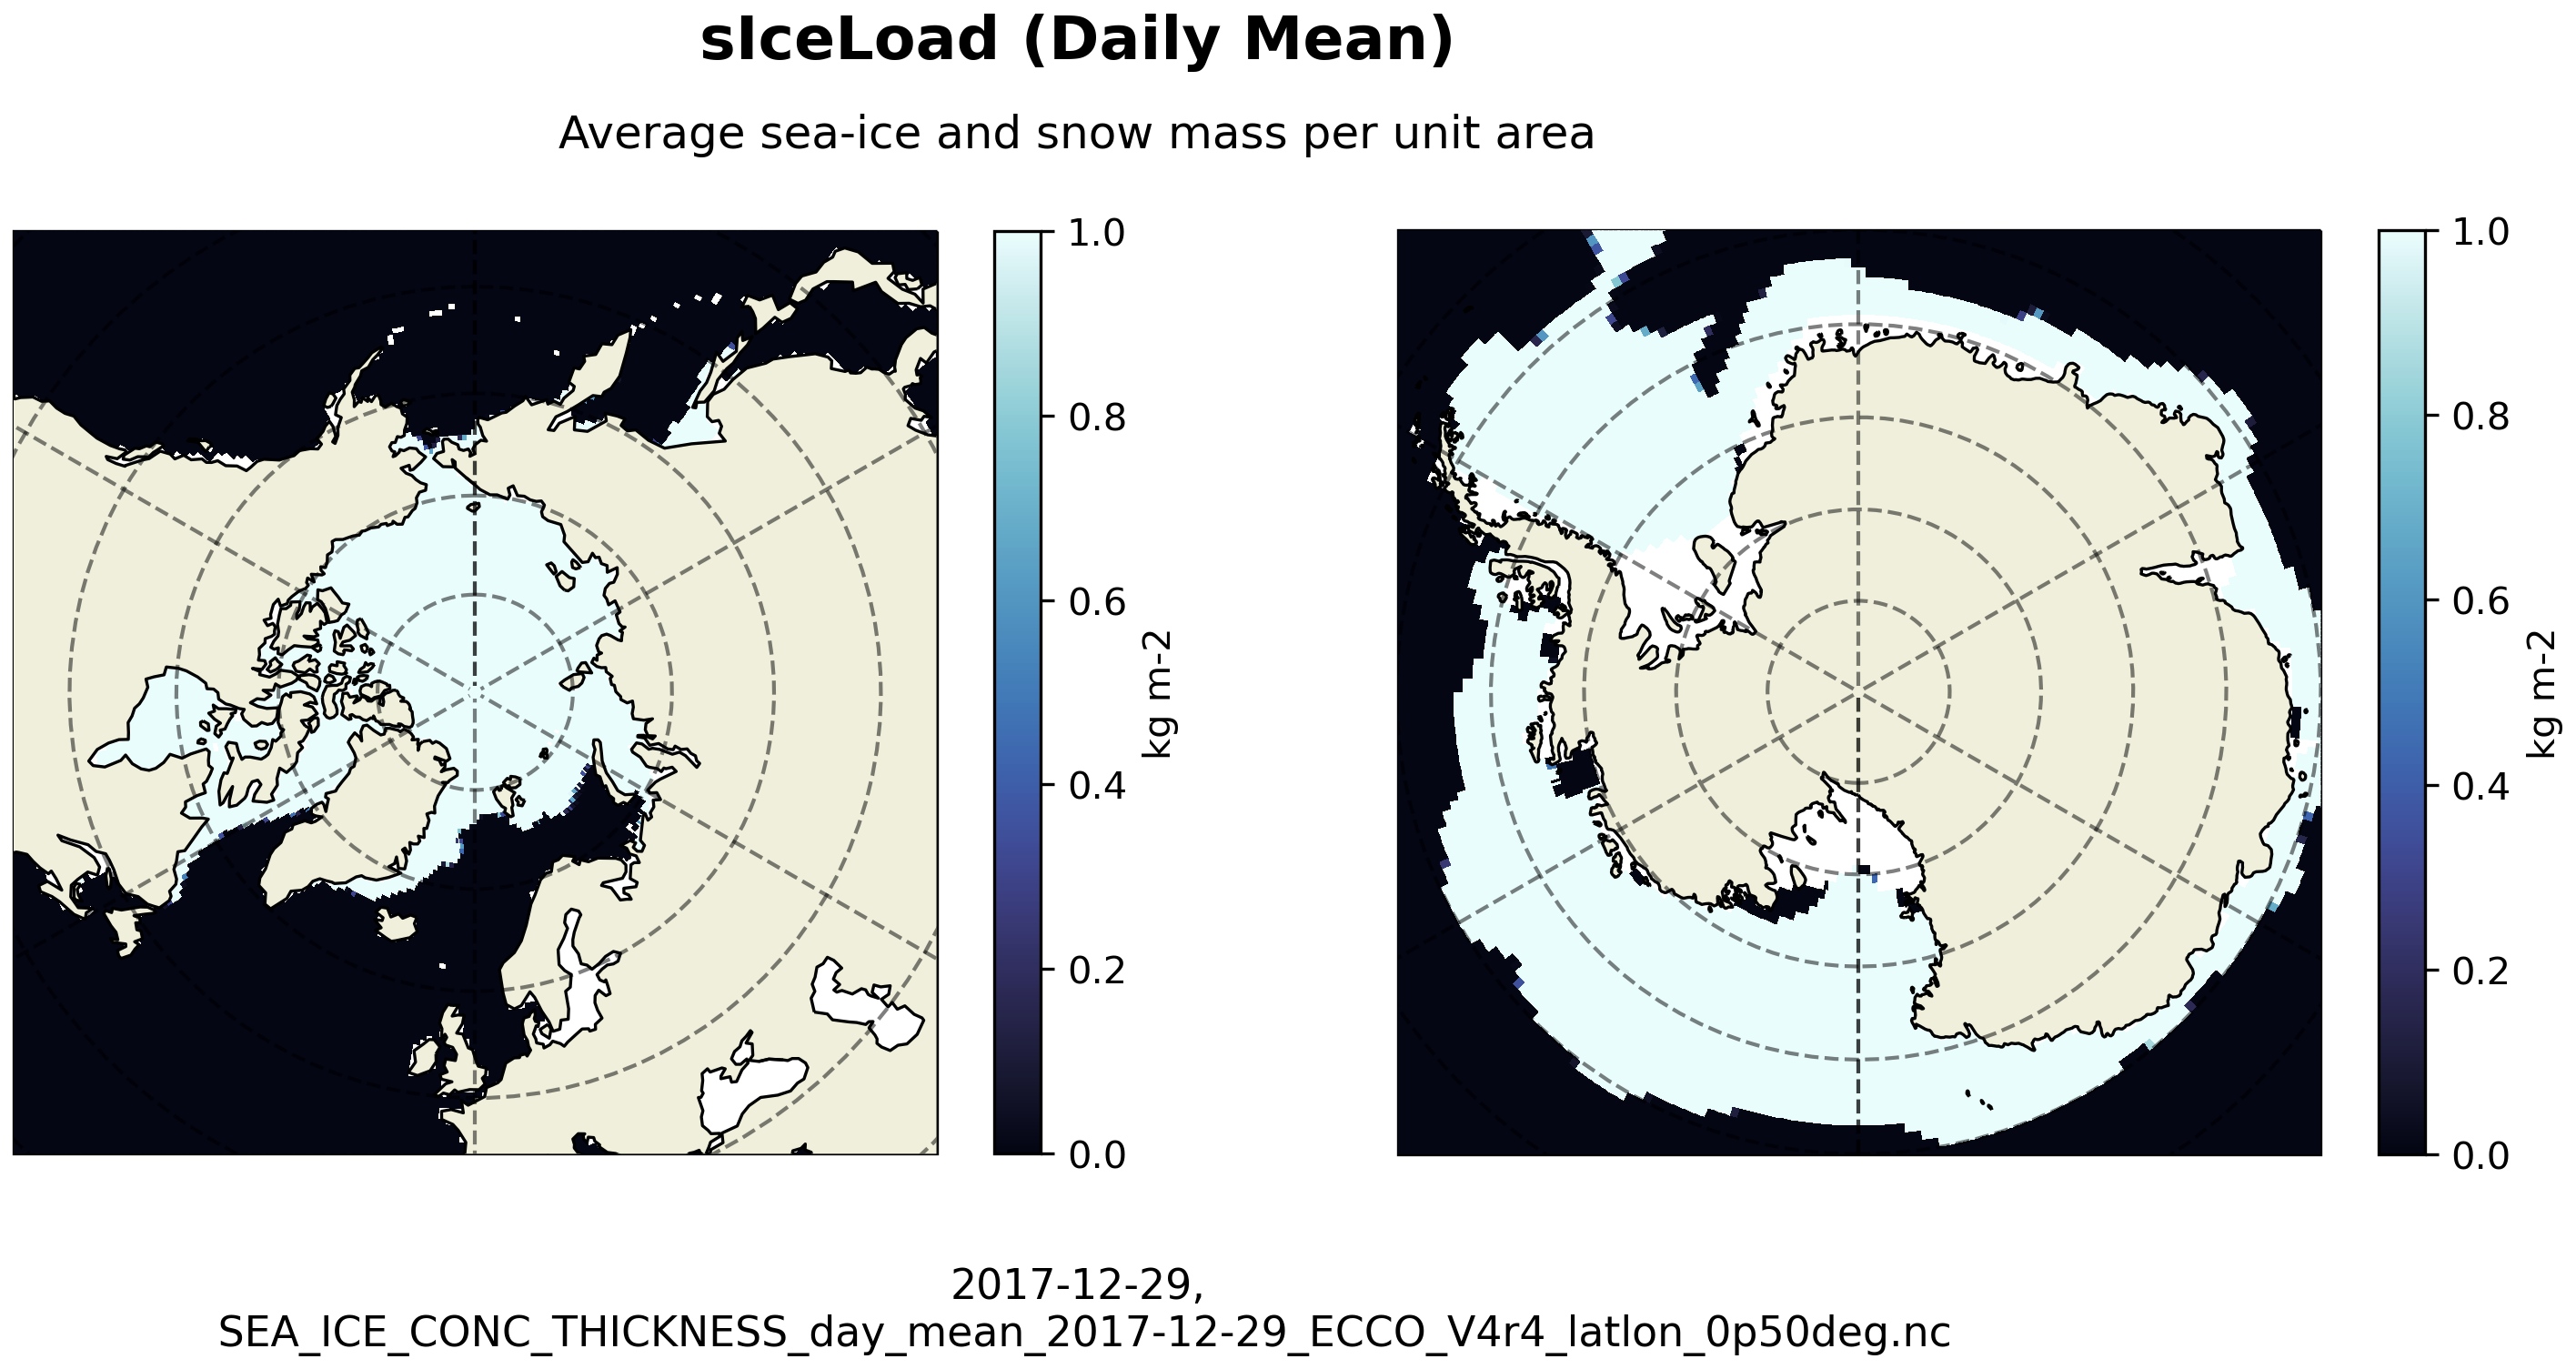 sIceLoad (Daily Mean)
Average sea-ice and snow mass per unit area
1.0
0.8
0.6
0.4
0.2
0.0
kg m-2
1.0
0.8
0.6
0.4
0.2
0.0
kg m-2
2017-12-29,
SEA_ICE_CONC_THICKNESS_day_mean_2017-12-29_ECCO_V4r4_latlon_0p50deg.nc